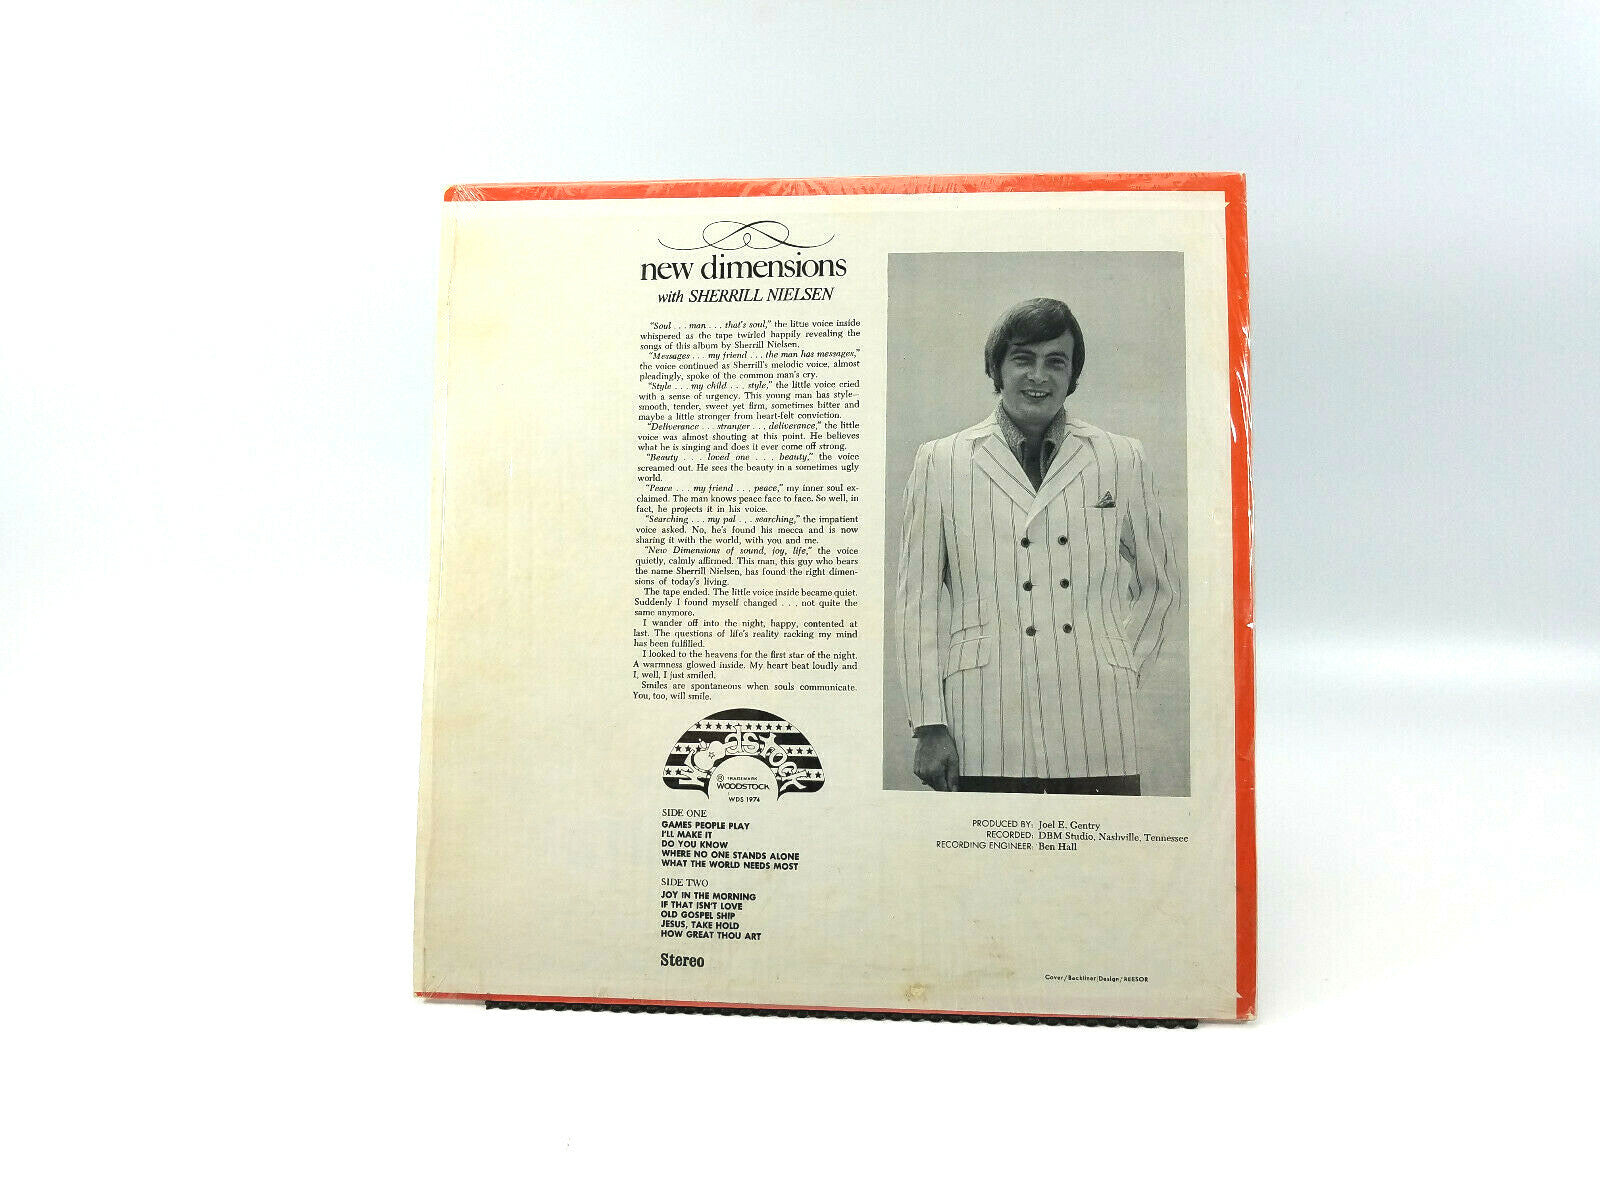 new dimensions
with SHERRILL NIELSEN
"Soul . . . man . . . that's soul," the little voice inside
whispered as the tape twirled happily revealing the
songs of this album by Sherrill Nielsen.
"Messages . . . my friend . . . the man has messages,"
the voice continued as Sherrill's melodic voice, almost
pleadingly, spoke of the common man's cry.
"Style . . . my child . . . style," the little voice cried
with a sense of urgency. This young man has style—
smooth, tender, sweet yet firm, sometimes bitter and
maybe a little stronger from heart-felt conviction.
"Deliverance . . . stranger . . , deliverance," the little
voice was almost shouting at this point. He believes
what he is singing and does it ever come off strong.
"Beauty . . . loved one . . . beauty," the voice
screamed out. He sees the beauty in a sometimes ugly
world.
"Peace . . . my friend . . . peace," my inner soul ex-
claimed. The man knows peace face to face. So well, in
fact, he projects it in his voice.
"Searching . . . my pal . . . searching," the impatient
voice asked. No, he's found his mecca and is now
sharing it with the world, with you and me.
"New Dimensions of sound, joy, life," the voice
quietly, calmly affirmed. This man, this guy who bears
the name Sherrill Nielsen, has found the right dimen-
sions of today's living.
The tape ended. The little voice inside became quiet.
Suddenly I found myself changed . . . not quite the
same anymore.
I wander off into the night, happy, contented at
last. The questions of life's reality racking my mind
has been fulfilled.
I looked to the heavens for the first star of the night.
A warmness glowed inside. My heart beat loudly and
I, well, I just smiled.
Smiles are spontaneous when souls communicate.
You, too, will smile.
Woodstock
® TRADEMARK
WOODSTOCK
WDS 1974
SIDE ONE
GAMES PEOPLE PLAY
I'LL MAKE IT
DO YOU KNOW
WHERE NO ONE STANDS ALONE
WHAT THE WORLD NEEDS MOST
SIDE TWO
JOY IN THE MORNING
IF THAT ISN'T LOVE
OLD GOSPEL SHIP
JESUS, TAKE HOLD
HOW GREAT THOU ART
Stereo
PRODUCED BY: Joel E. Gentry
RECORDED: DBM Studio, Nashville, Tennessee
RECORDING ENGINEER: Ben Hall
Cover/Backliner/Design/REESOR